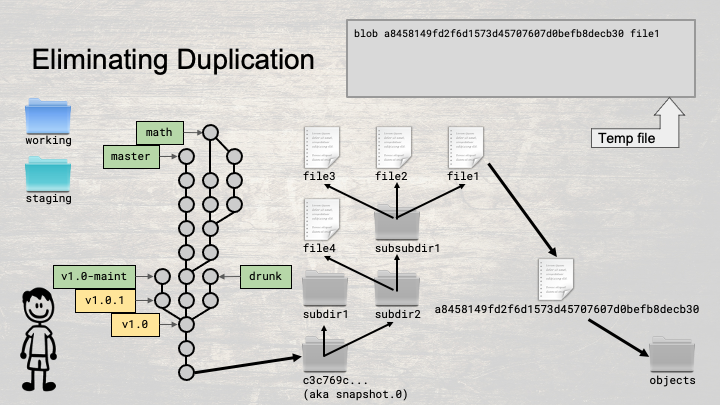 blob a8458149fd2f6d1573d45707607d0befb8decb30 file1
Eliminating Duplication
Temp file
working
staging
math
master
file3
file2
file1
file4
subsubdir1
v1.0-maint
drunk
v1.0.1
v1.0
subdir1
subdir2
a8458149fd2f6d1573d45707607d0befb8decb30
c3c769c...
(aka snapshot.0)
objects